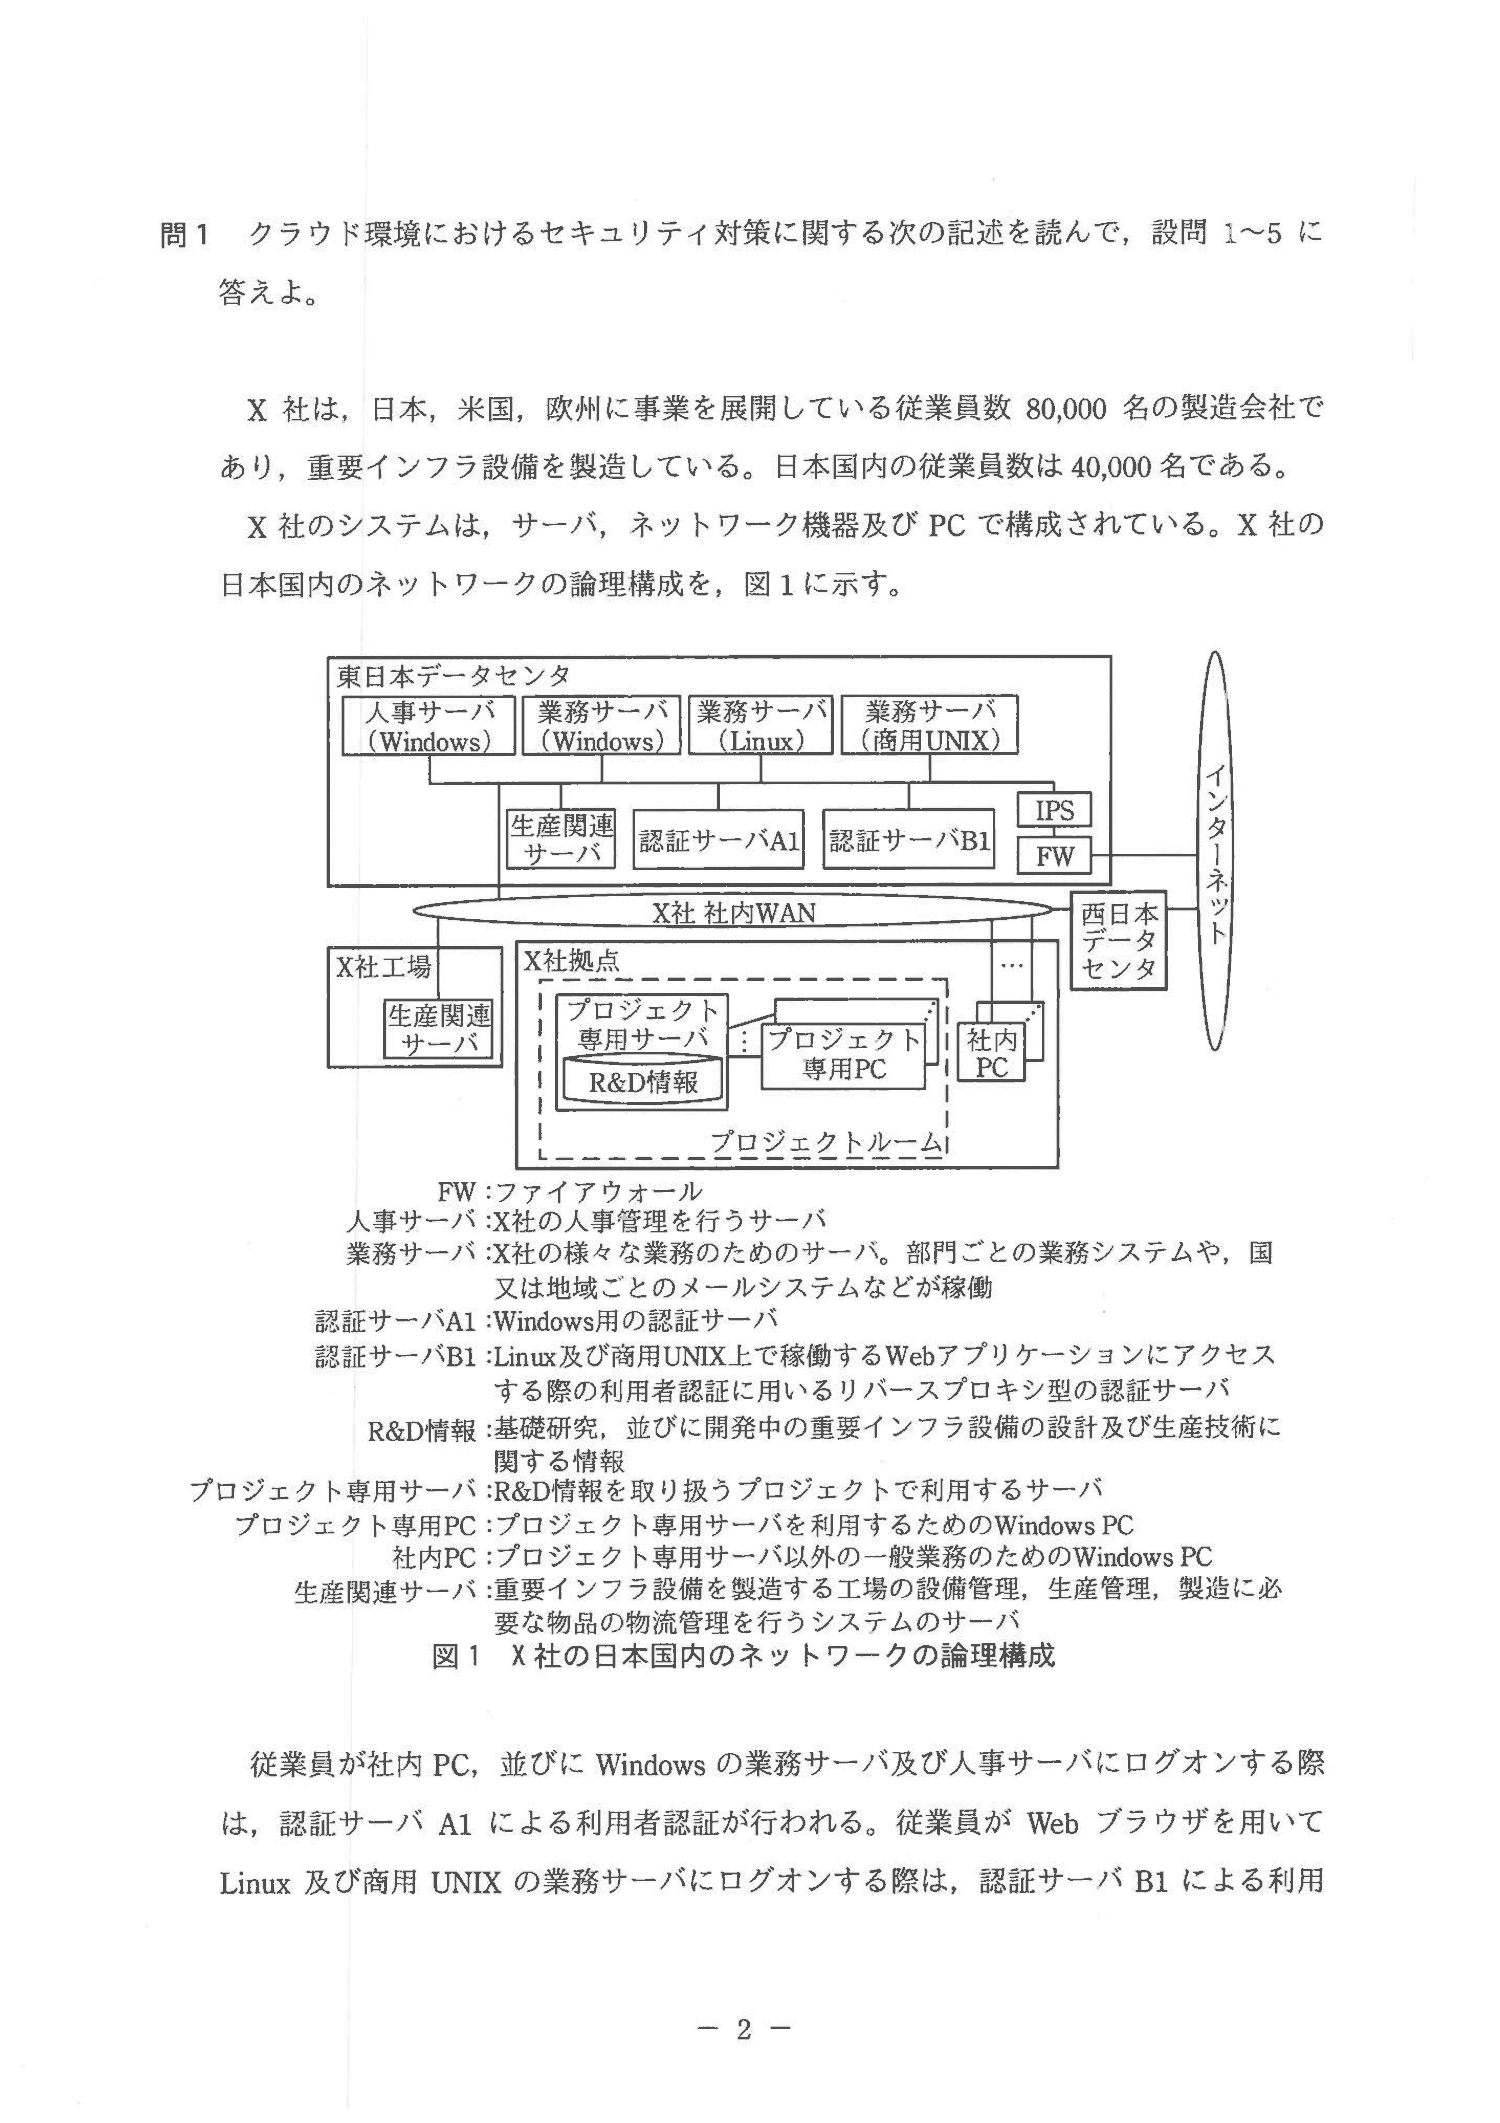 問1 クラウド環境におけるセキュリティ対策に関する次の記述を読んで，設問 1～5 に
答えよ。
X 社は，日本，米国，欧州に事業を展開している従業員数 80,000 名の製造会社で
あり，重要インフラ設備を製造している。日本国内の従業員数は 40,000 名である。
X 社のシステムは，サーバ，ネットワーク機器及び PC で構成されている。X 社の
日本国内のネットワークの論理構成を，図 1 に示す。
東日本データセンタ
人事サーバ
（Windows）
業務サーバ
（Windows）
業務サーバ
（Linux）
業務サーバ
（商用UNIX）
生産関連
サーバ
認証サーバA1
認証サーバB1
IPS
FW
インターネット
X社 社内WAN
西日本
データ
センタ
X社工場
生産関連
サーバ
X社拠点
プロジェクト
専用サーバ
R&D情報
プロジェクト
専用PC
プロジェクトルーム
…
社内
PC
FW：ファイアウォール
人事サーバ：X社の人事管理を行うサーバ
業務サーバ：X社の様々な業務のためのサーバ。部門ごとの業務システムや，国
又は地域ごとのメールシステムなどが稼働
認証サーバA1：Windows用の認証サーバ
認証サーバB1：Linux及び商用UNIX上で稼働するWebアプリケーションにアクセス
する際の利用者認証に用いるリバースプロキシ型の認証サーバ
R&D情報：基礎研究，並びに開発中の重要インフラ設備の設計及び生産技術に
関する情報
プロジェクト専用サーバ：R&D情報を取り扱うプロジェクトで利用するサーバ
プロジェクト専用PC：プロジェクト専用サーバを利用するためのWindows PC
社内PC：プロジェクト専用サーバ以外の一般業務のためのWindows PC
生産関連サーバ：重要インフラ設備を製造する工場の設備管理，生産管理，製造に必
要な物品の物流管理を行うシステムのサーバ
図 1 X 社の日本国内のネットワークの論理構成
従業員が社内 PC，並びに Windows の業務サーバ及び人事サーバにログオンする際
は，認証サーバ A1 による利用者認証が行われる。従業員が Web ブラウザを用いて
Linux 及び商用 UNIX の業務サーバにログオンする際は，認証サーバ B1 による利用
－ 2 －